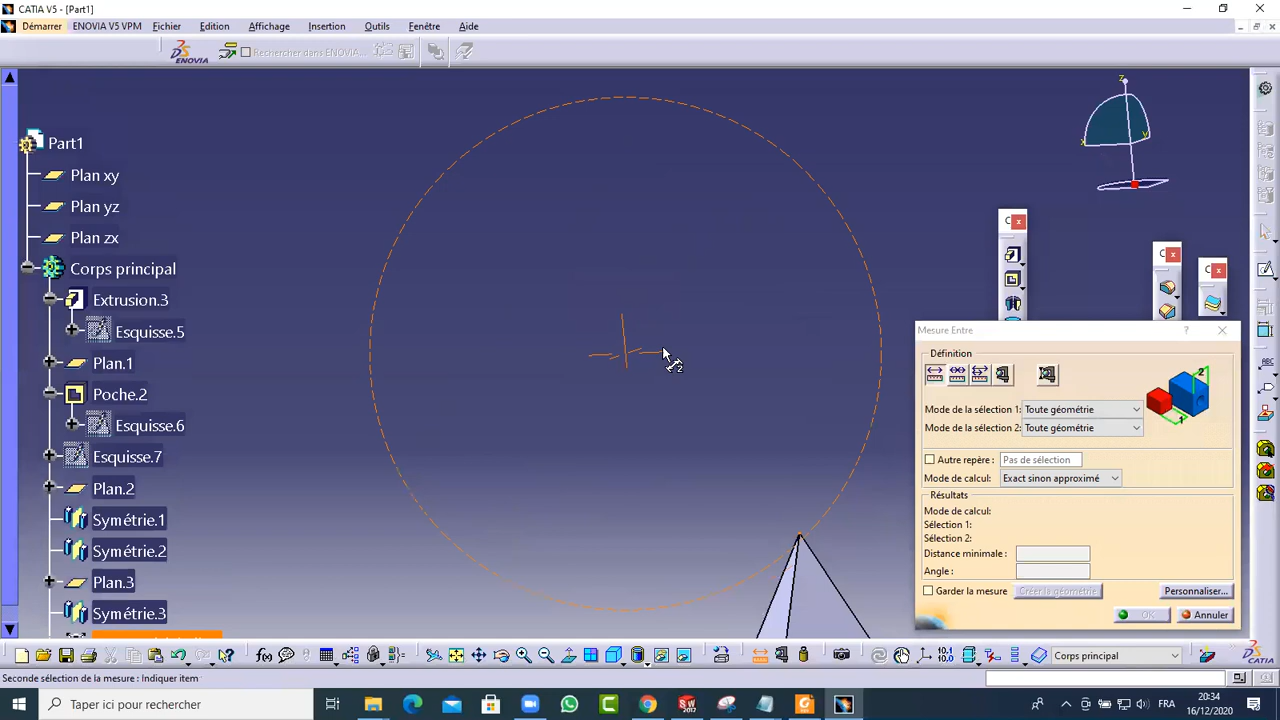 CATIA V5 - [Part1]
Démarrer ENOVIA V5 VPM Fichier Edition Affichage Insertion Outils Fenêtre Aide
ENOVIA Rechercher dans ENOVIA...
z
x y
Part1
Plan xy
Plan yz
Plan zx
Corps principal
Extrusion.3
Esquisse.5
Plan.1
Poche.2
Esquisse.6
Esquisse.7
Plan.2
Symétrie.1
Symétrie.2
Plan.3
Symétrie.3
Mesure Entre
Définition
Mode de la sélection 1: Toute géométrie
Mode de la sélection 2: Toute géométrie
Autre repère : Pas de sélection
Mode de calcul: Exact sinon approximé
Résultats
Mode de calcul:
Sélection 1:
Sélection 2:
Distance minimale :
Angle :
Garder la mesure Créer la géométrie Personnaliser...
OK Annuler
Corps principal
CATIA
Seconde sélection de la mesure : Indiquer item
Taper ici pour rechercher
FRA
20:34
16/12/2020